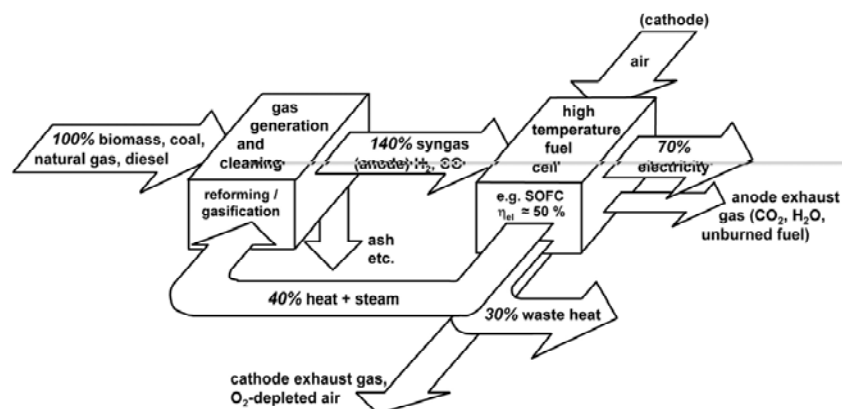 (cathode)
air
gas
generation
and
cleaning
high
temperature
fuel
cell
100% biomass, coal,
natural gas, diesel
140% syngas
(anode) H₂, CO
70%
electricity
reforming /
gasification
e.g. SOFC
ηel ≃ 50 %
anode exhaust
gas (CO₂, H₂O,
unburned fuel)
ash
etc.
40% heat + steam
30% waste heat
cathode exhaust gas,
O₂-depleted air